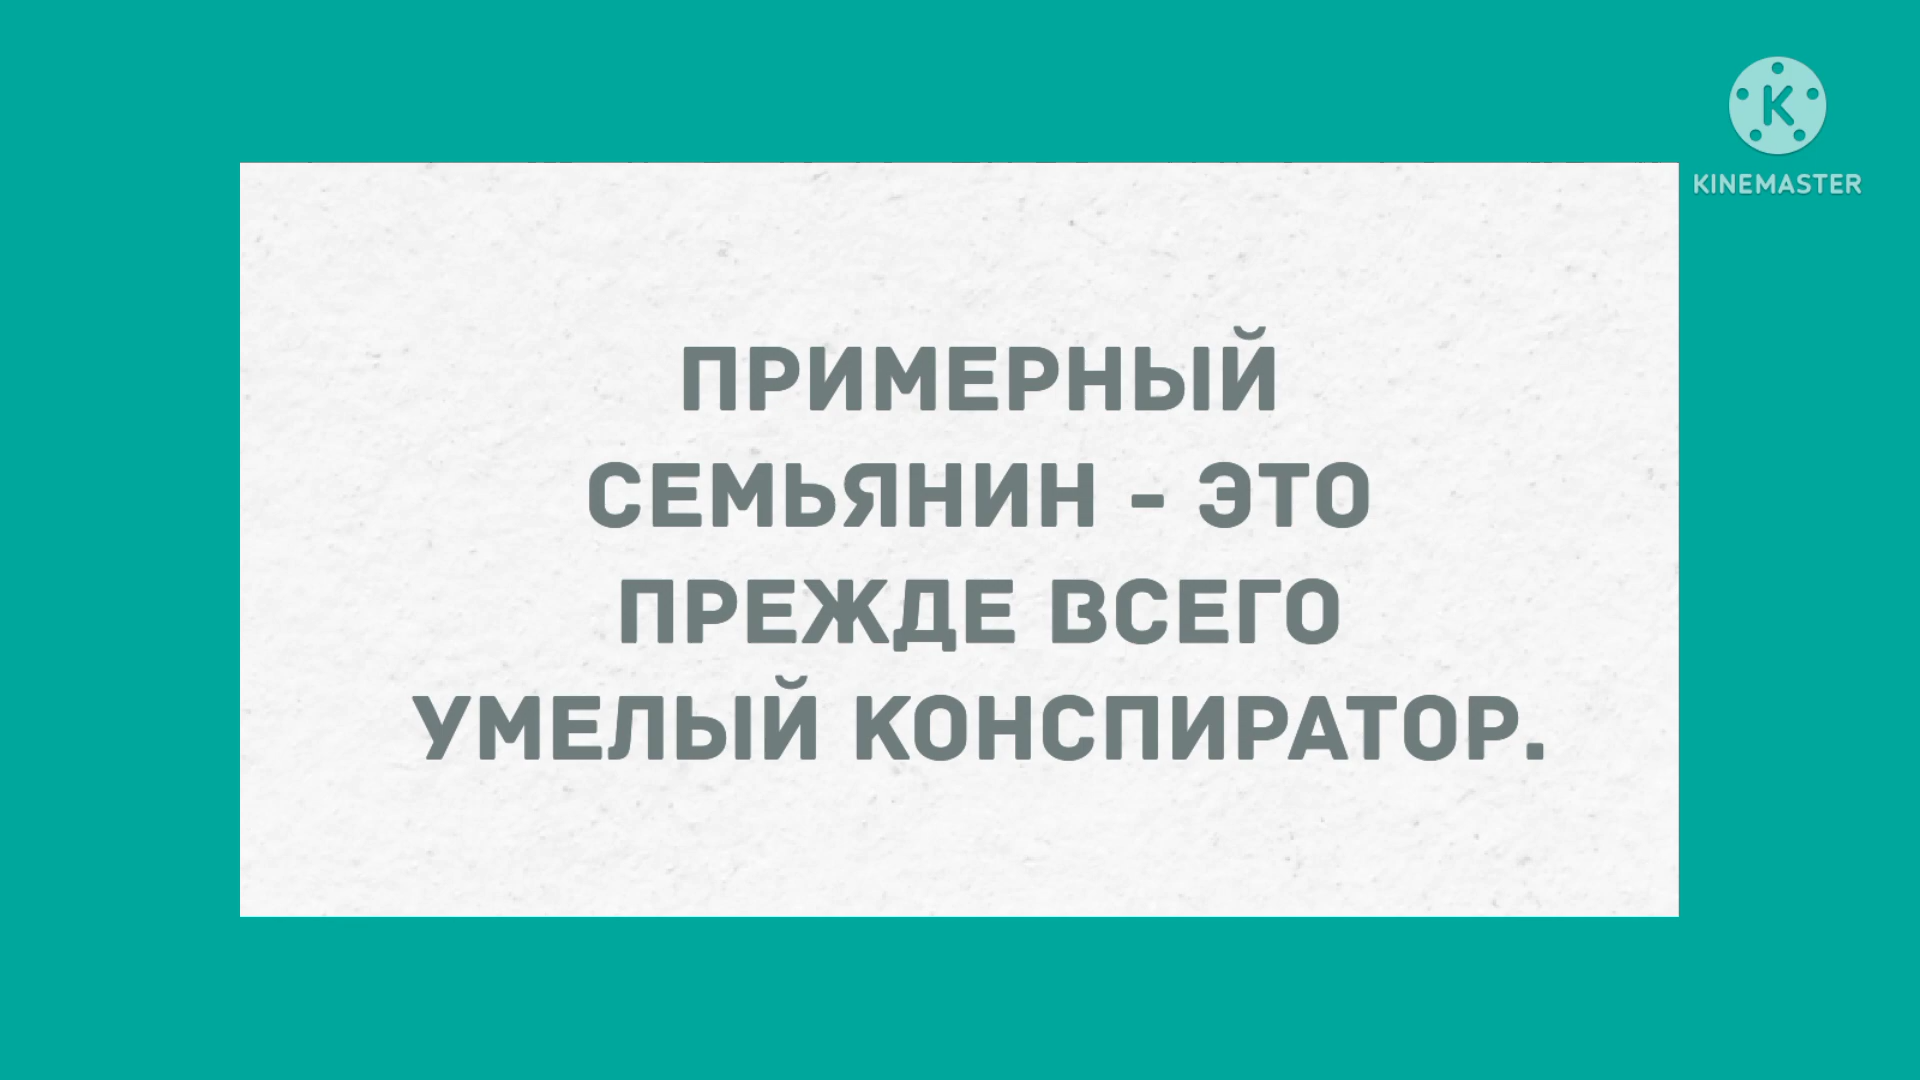 KINEMASTER
ПРИМЕРНЫЙ
СЕМЬЯНИН - ЭТО
ПРЕЖДЕ ВСЕГО
УМЕЛЫЙ КОНСПИРАТОР.